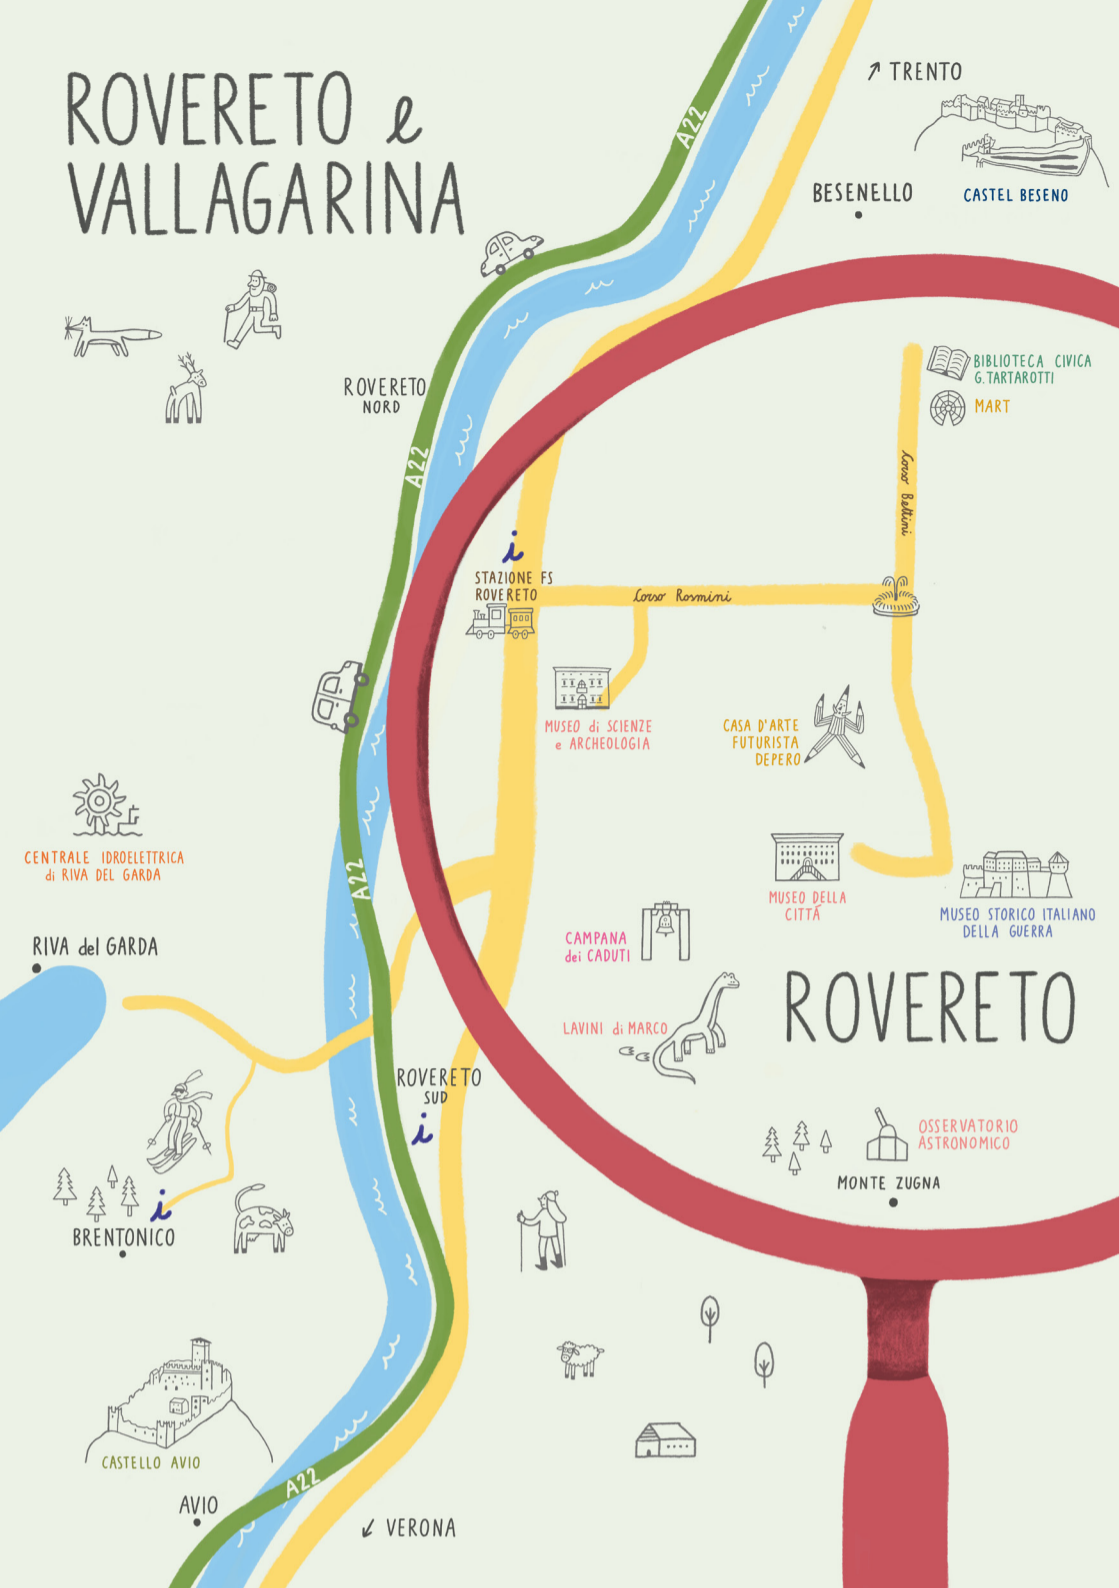 ROVERETO e
VALLAGARINA
A22
↗ TRENTO
BESENELLO
CASTEL BESENO
ROVERETO
NORD
A22
BIBLIOTECA CIVICA
G. TARTAROTTI
MART
Corso Bettini
i
STAZIONE FS
ROVERETO
Corso Rosmini
MUSEO di SCIENZE
e ARCHEOLOGIA
CASA D'ARTE
FUTURISTA
DEPERO
CENTRALE IDROELETTRICA
di RIVA DEL GARDA
A22
MUSEO DELLA
CITTÁ
MUSEO STORICO ITALIANO
DELLA GUERRA
CAMPANA
dei CADUTI
RIVA del GARDA
ROVERETO
LAVINI di MARCO
ROVERETO
SUD
i
OSSERVATORIO
ASTRONOMICO
MONTE ZUGNA
i
BRENTONICO
CASTELLO AVIO
A22
AVIO
↙ VERONA